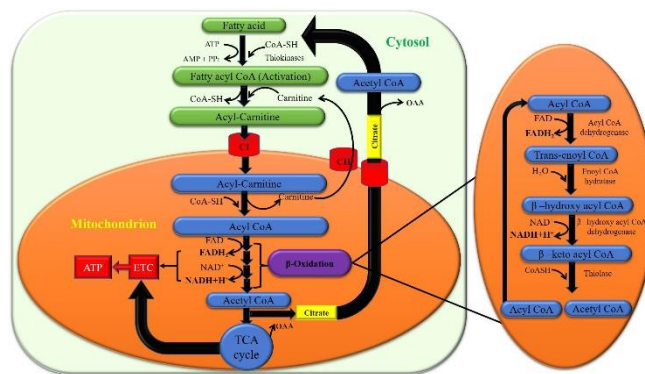 Fatty acid
Cytosol
ATP
CoA-SH
AMP + PPi
Thiokinases
Fatty acyl CoA (Activation)
CoA-SH
Carnitine
Acyl-Carnitine
Acetyl CoA
OAA
Citrate
CI
CII
Mitochondrion
Acyl-Carnitine
CoA-SH
Carnitine
Acyl CoA
FAD
FADH₂
NAD⁺
NADH+H⁺
β-Oxidation
ATP
ETC
Acetyl CoA
Citrate
OAA
TCA
cycle
Acyl CoA
FAD
Acyl CoA
FADH₂
dehydrogenase
Trans-enoyl CoA
H₂O
Enoyl CoA
hydratase
β –hydroxy acyl CoA
NAD
β hydroxy acyl CoA
NADH+H⁺
dehydrogenase
β –keto acyl CoA
CoASH
Thiolase
Acyl CoA
Acetyl CoA